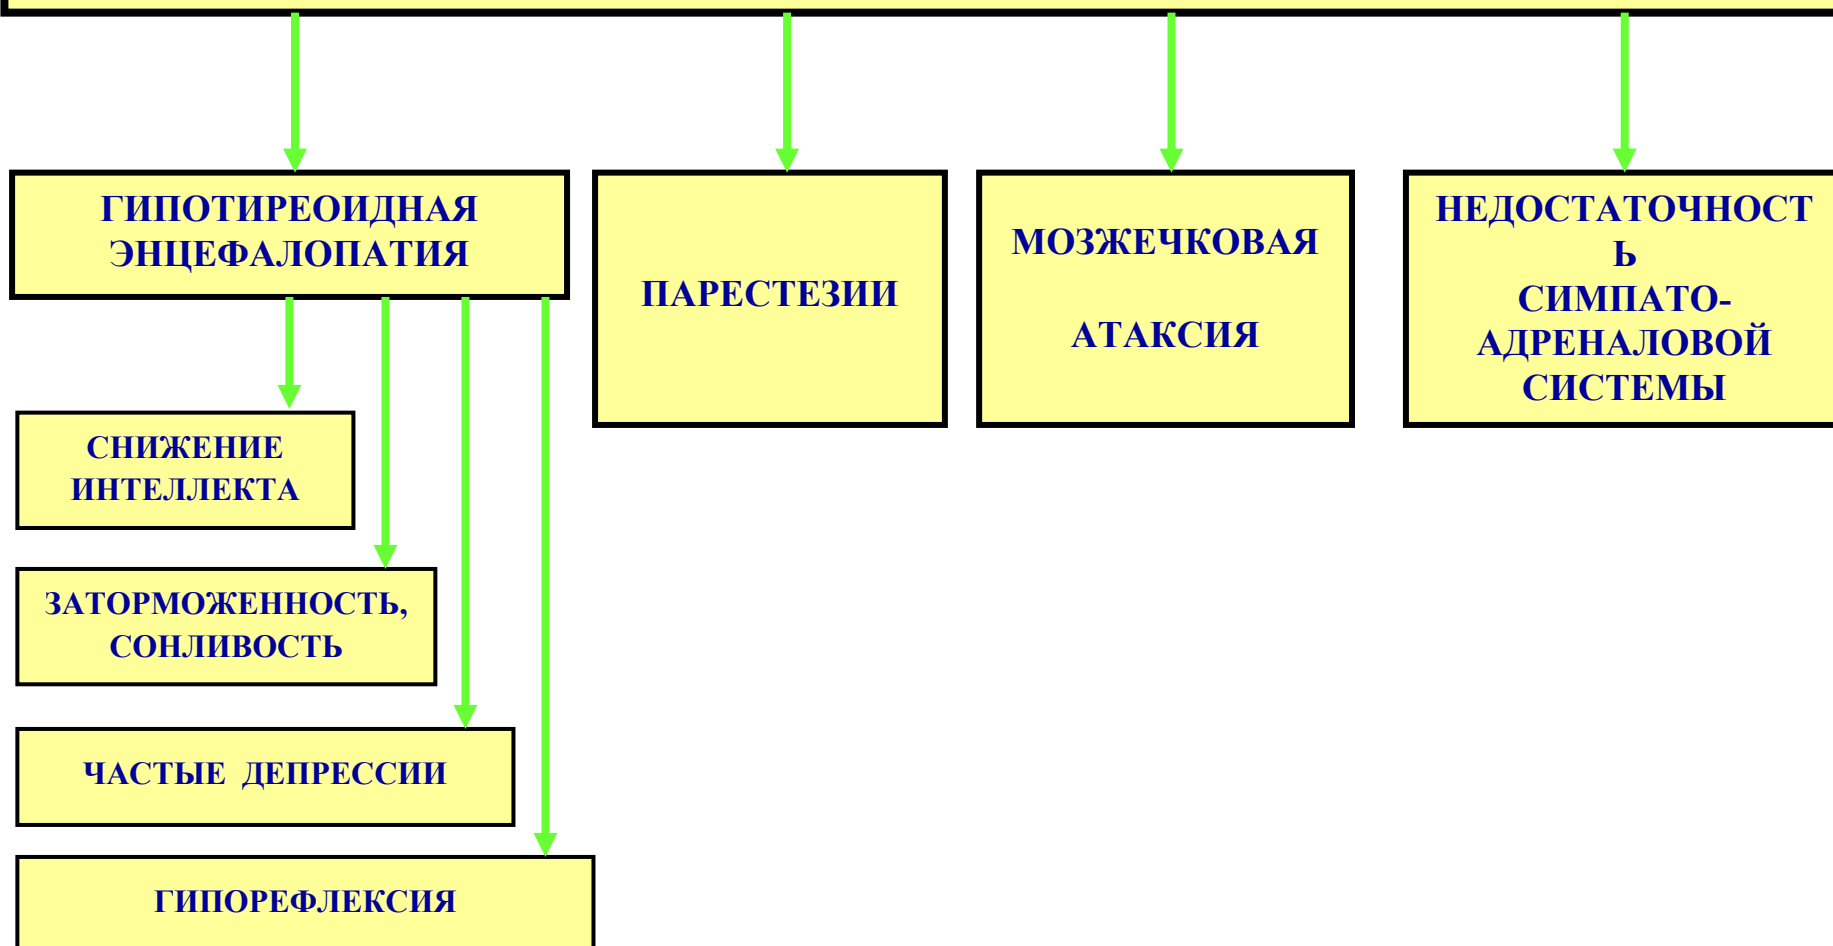 ГИПОТИРЕОИДНАЯ
ЭНЦЕФАЛОПАТИЯ
ПАРЕСТЕЗИИ
МОЗЖЕЧКОВАЯ
АТАКСИЯ
НЕДОСТАТОЧНОСТ
Ь
СИМПАТО-
АДРЕНАЛОВОЙ
СИСТЕМЫ
СНИЖЕНИЕ
ИНТЕЛЛЕКТА
ЗАТОРМОЖЕННОСТЬ,
СОНЛИВОСТЬ
ЧАСТЫЕ ДЕПРЕССИИ
ГИПОРЕФЛЕКСИЯ